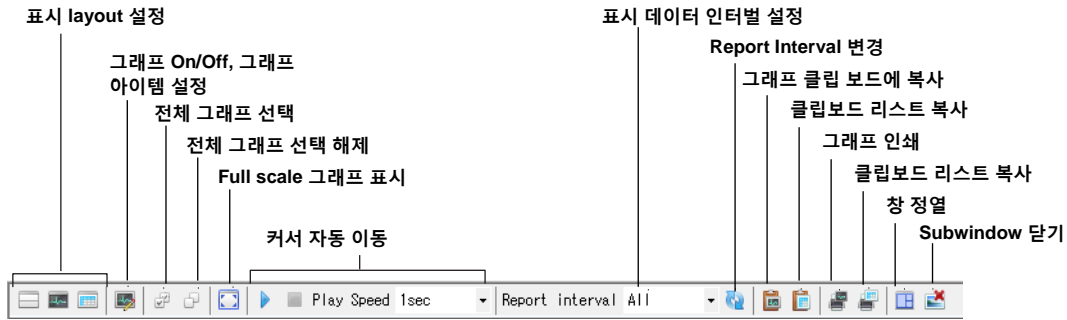 표시 layout 설정
표시 데이터 인터벌 설정
Report Interval 변경
그래프 On/Off, 그래프
아이템 설정
그래프 클립 보드에 복사
전체 그래프 선택
클립보드 리스트 복사
전체 그래프 선택 해제
그래프 인쇄
Full scale 그래프 표시
클립보드 리스트 복사
창 정열
커서 자동 이동
Subwindow 닫기
Play Speed 1sec
Report interval All